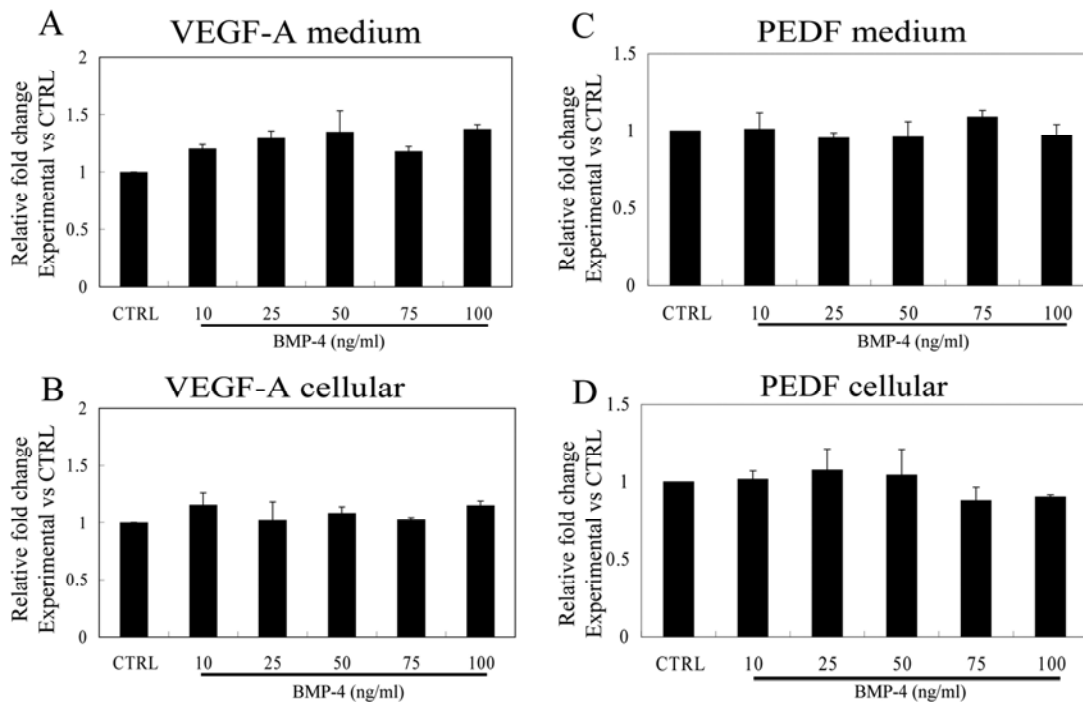 A
VEGF-A medium
Relative fold change
Experimental vs CTRL
2
1.5
1
0.5
0
CTRL 10 25 50 75 100
BMP-4 (ng/ml)
C
PEDF medium
Relative fold change
Experimental vs CTRL
1.5
1
0.5
0
CTRL 10 25 50 75 100
BMP-4 (ng/ml)
B
VEGF-A cellular
Relative fold change
Experimental vs CTRL
2
1.5
1
0.5
0
CTRL 10 25 50 75 100
BMP-4 (ng/ml)
D
PEDF cellular
Relative fold change
Experimental vs CTRL
1.5
1
0.5
0
CTRL 10 25 50 75 100
BMP-4 (ng/ml)